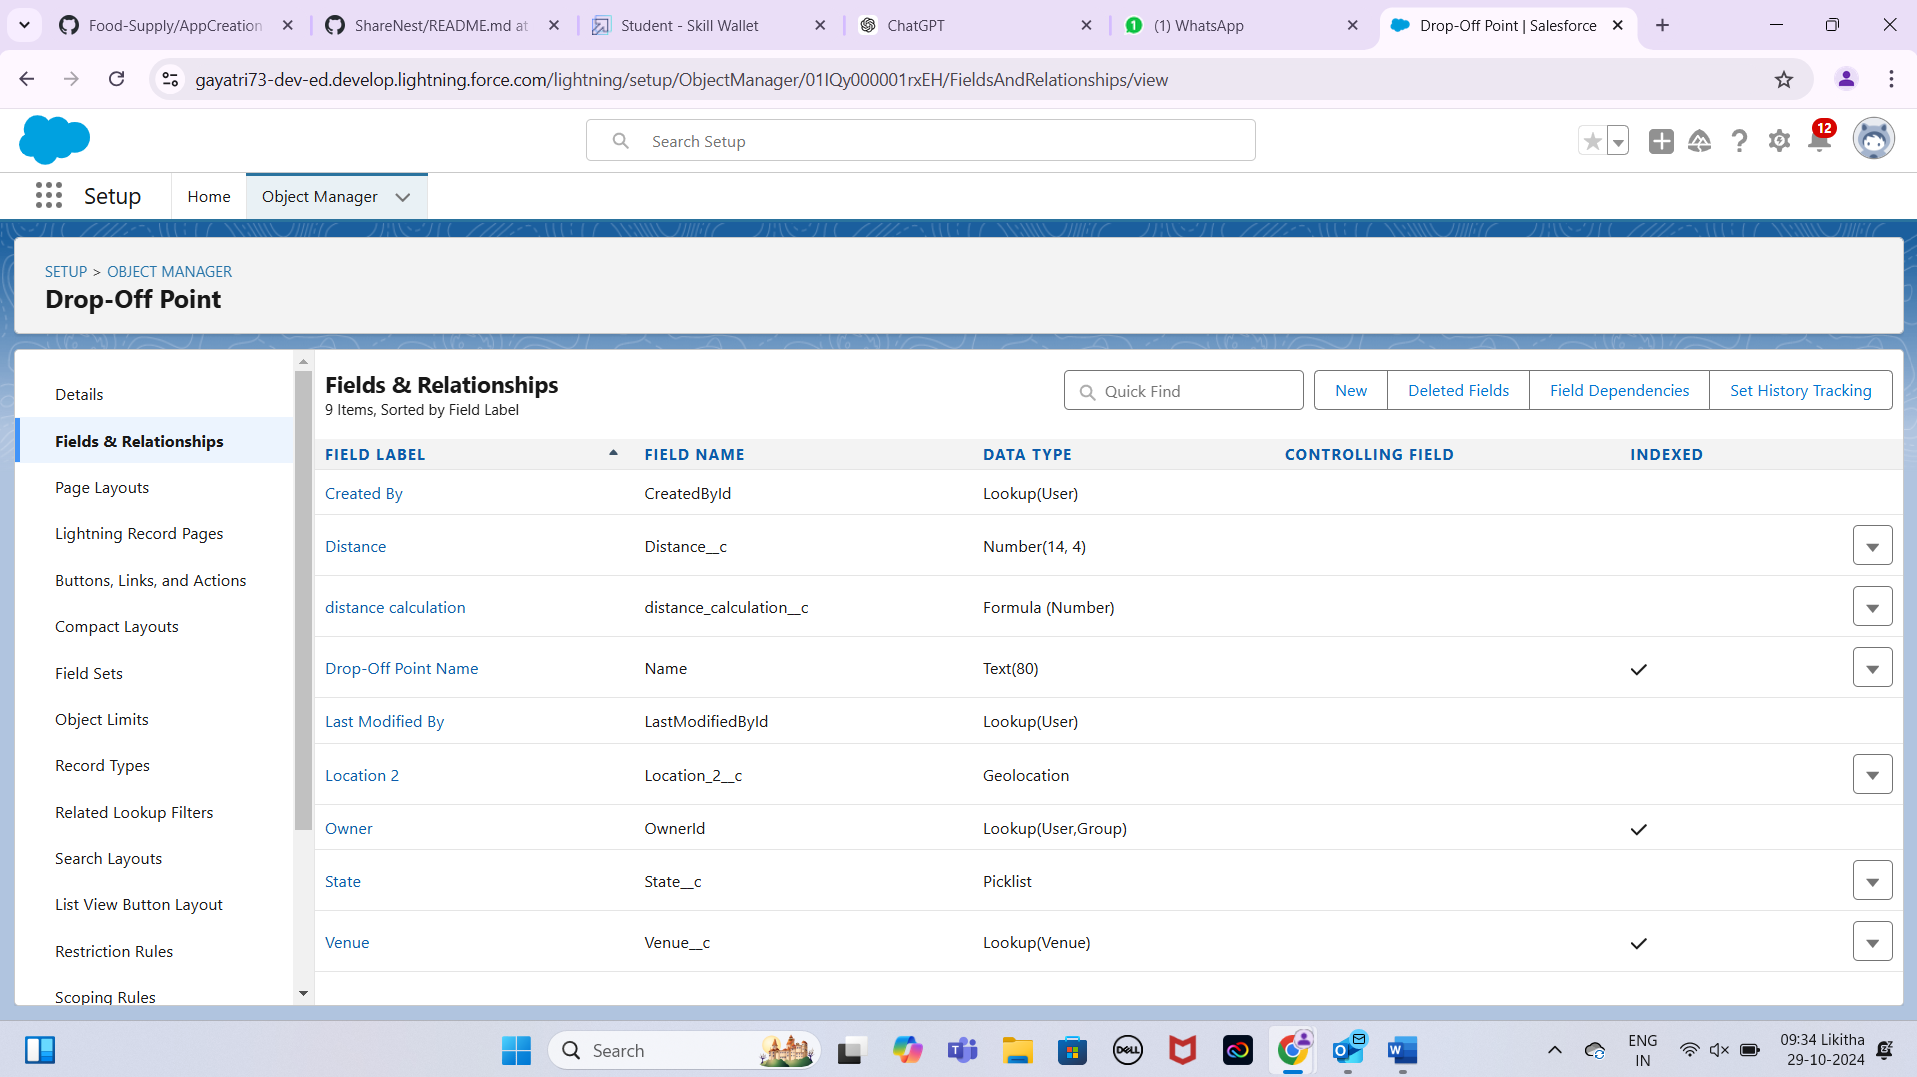 Food-Supply/AppCreation
ShareNest/README.md at
Student - Skill Wallet
ChatGPT
(1) WhatsApp
Drop-Off Point | Salesforce
gayatri73-dev-ed.develop.lightning.force.com/lightning/setup/ObjectManager/01IQy000001rxEH/FieldsAndRelationships/view
Search Setup
12
Setup
Home
Object Manager
SETUP > OBJECT MANAGER
Drop-Off Point
Details
Fields & Relationships
Page Layouts
Lightning Record Pages
Buttons, Links, and Actions
Compact Layouts
Field Sets
Object Limits
Record Types
Related Lookup Filters
Search Layouts
List View Button Layout
Restriction Rules
Scoping Rules
Fields & Relationships
9 Items, Sorted by Field Label
Quick Find
New
Deleted Fields
Field Dependencies
Set History Tracking
FIELD LABEL FIELD NAME DATA TYPE CONTROLLING FIELD INDEXED
Created By CreatedById Lookup(User)
Distance Distance__c Number(14, 4)
distance calculation distance_calculation__c Formula (Number)
Drop-Off Point Name Name Text(80)
Last Modified By LastModifiedById Lookup(User)
Location 2 Location_2__c Geolocation
Owner OwnerId Lookup(User,Group)
State State__c Picklist
Venue Venue__c Lookup(Venue)
Search
DELL
ENG
IN
09:34 Likitha
29-10-2024